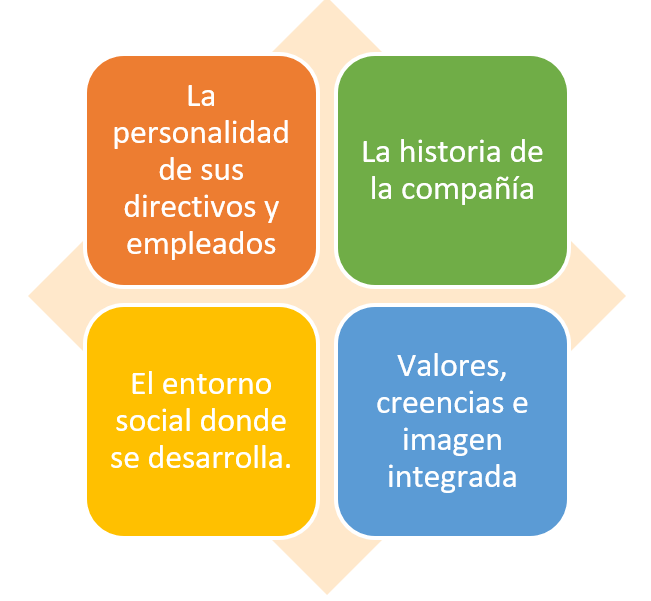 La
personalidad
de sus
directivos y
empleados
La historia de
la compañía
El entorno
social donde
se desarrolla.
Valores,
creencias e
imagen
integrada